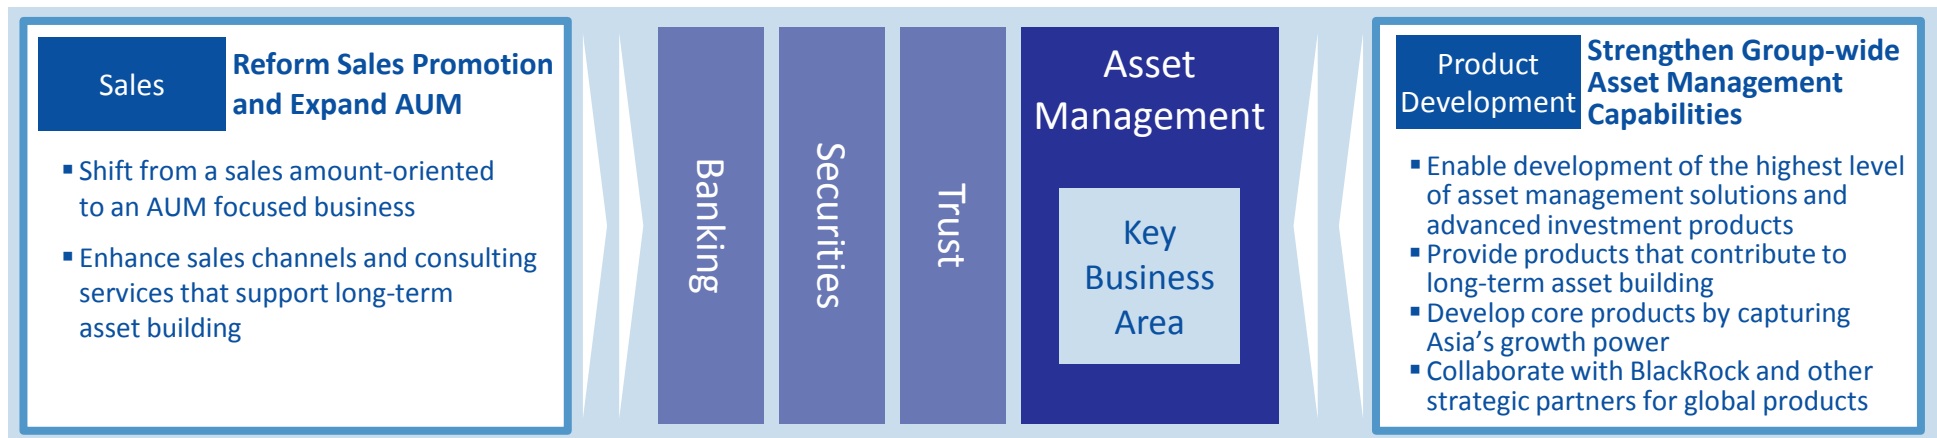 Sales
Reform Sales Promotion
and Expand AUM
▪ Shift from a sales amount-oriented
to an AUM focused business
▪ Enhance sales channels and consulting
services that support long-term
asset building
Banking
Securities
Trust
Asset
Management
Key
Business
Area
Product
Development
Strengthen Group-wide
Asset Management
Capabilities
▪ Enable development of the highest level
of asset management solutions and
advanced investment products
▪ Provide products that contribute to
long-term asset building
▪ Develop core products by capturing
Asia’s growth power
▪ Collaborate with BlackRock and other
strategic partners for global products